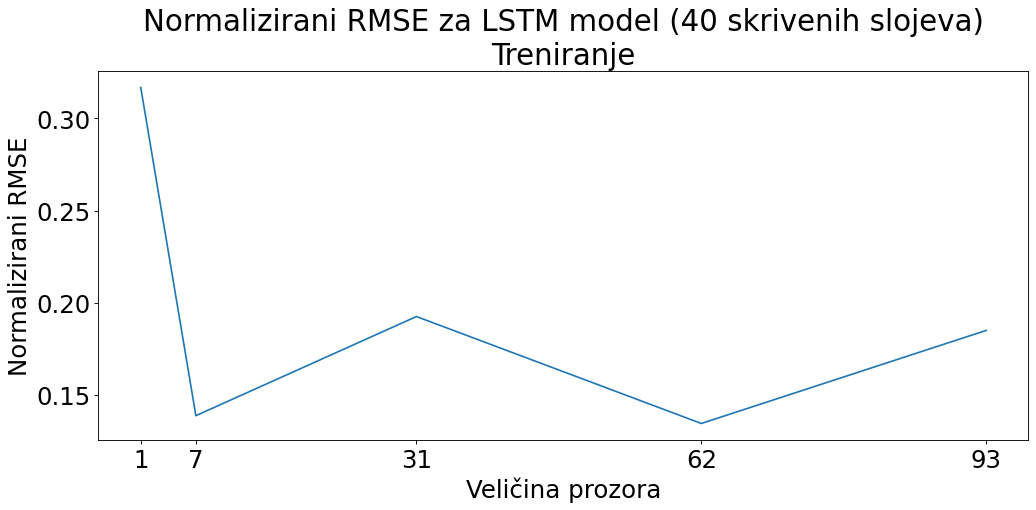 Normalizirani RMSE za LSTM model (40 skrivenih slojeva)
Treniranje
Normalizirani RMSE
0.30
0.25
0.20
0.15
1 7 31 62 93
Veličina prozora